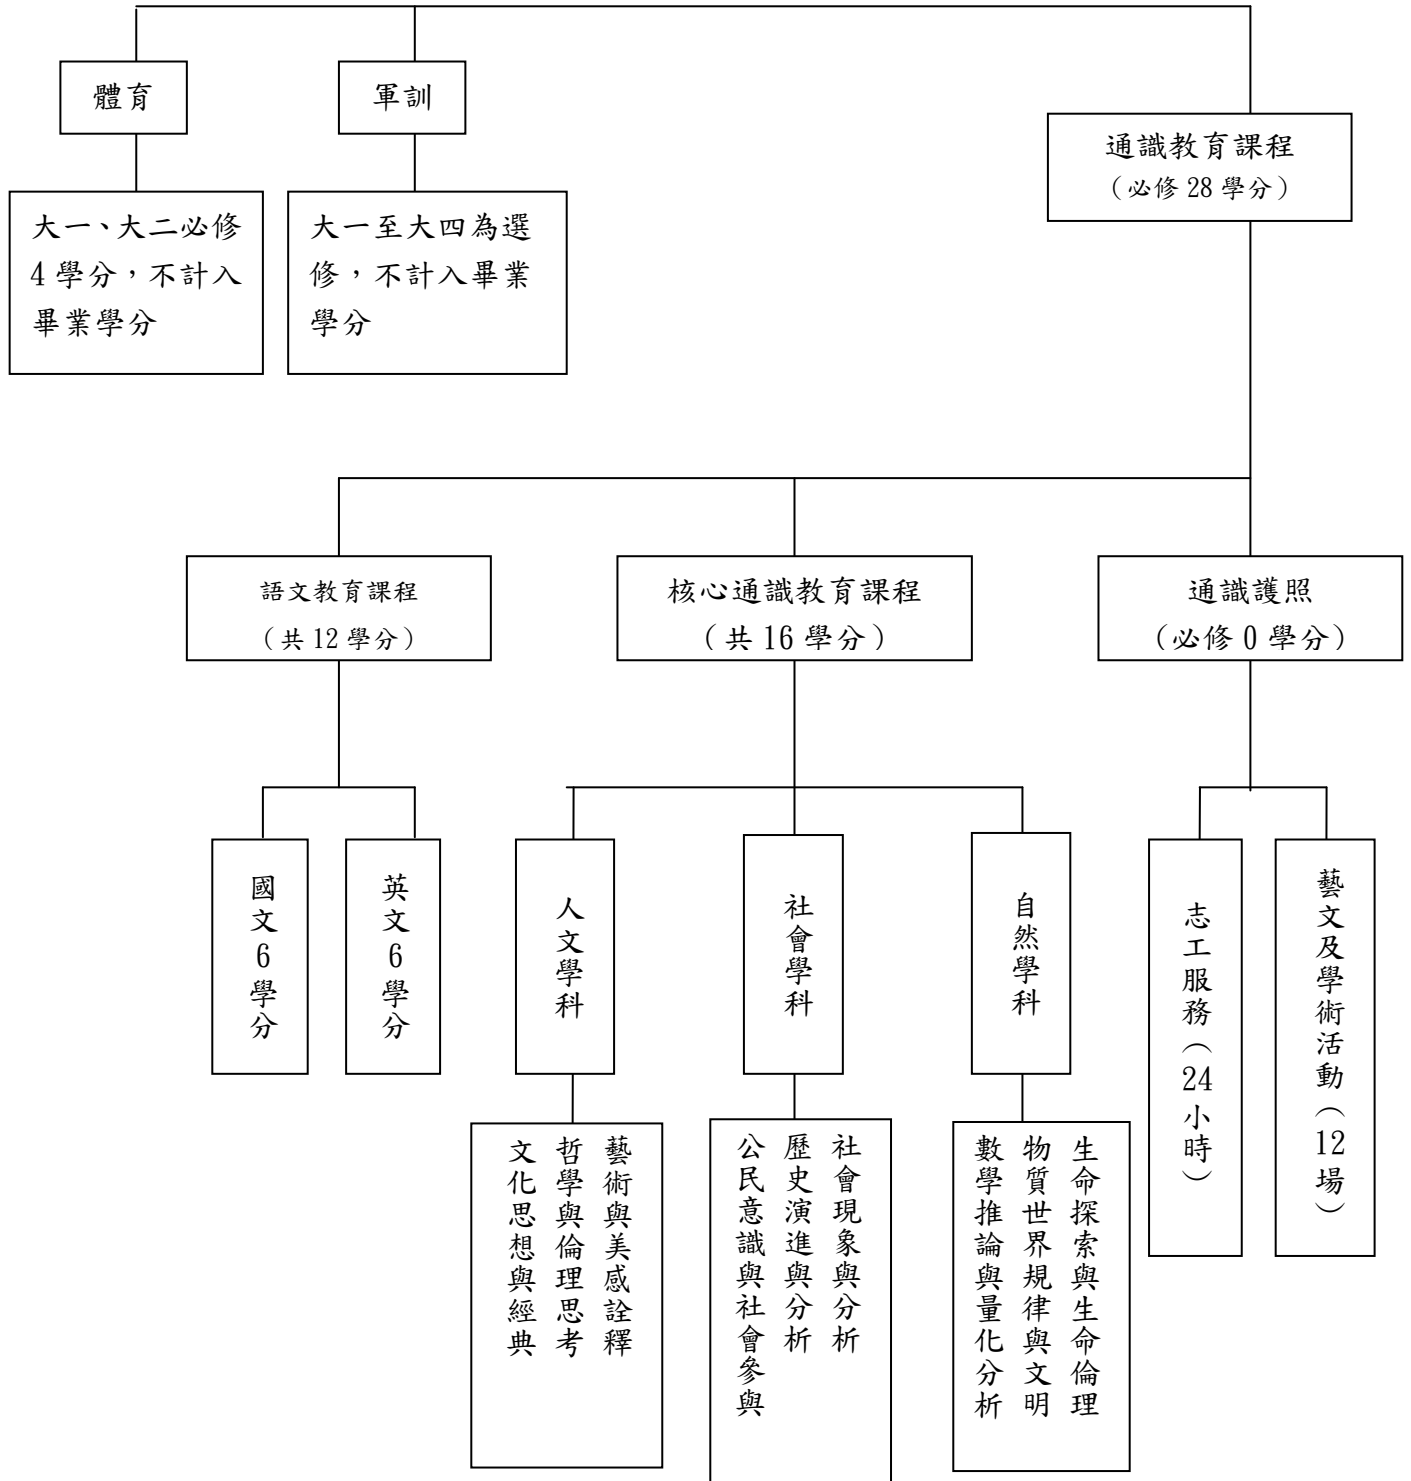 體育
軍訓
通識教育課程
（必修 28 學分）
大一、大二必修
4 學分，不計入
畢業學分
大一至大四為選
修，不計入畢業
學分
語文教育課程
（共 12 學分）
核心通識教育課程
（共 16 學分）
通識護照
（必修 0 學分）
國文6學分
英文6學分
人文學科
社會學科
自然學科
志工服務（24小時）
藝文及學術活動（12場）
藝術與美感詮釋
哲學與倫理思考
文化思想與經典
社會現象與分析
歷史演進與分析
公民意識與社會參與
生命探索與生命倫理
物質世界規律與文明
數學推論與量化分析